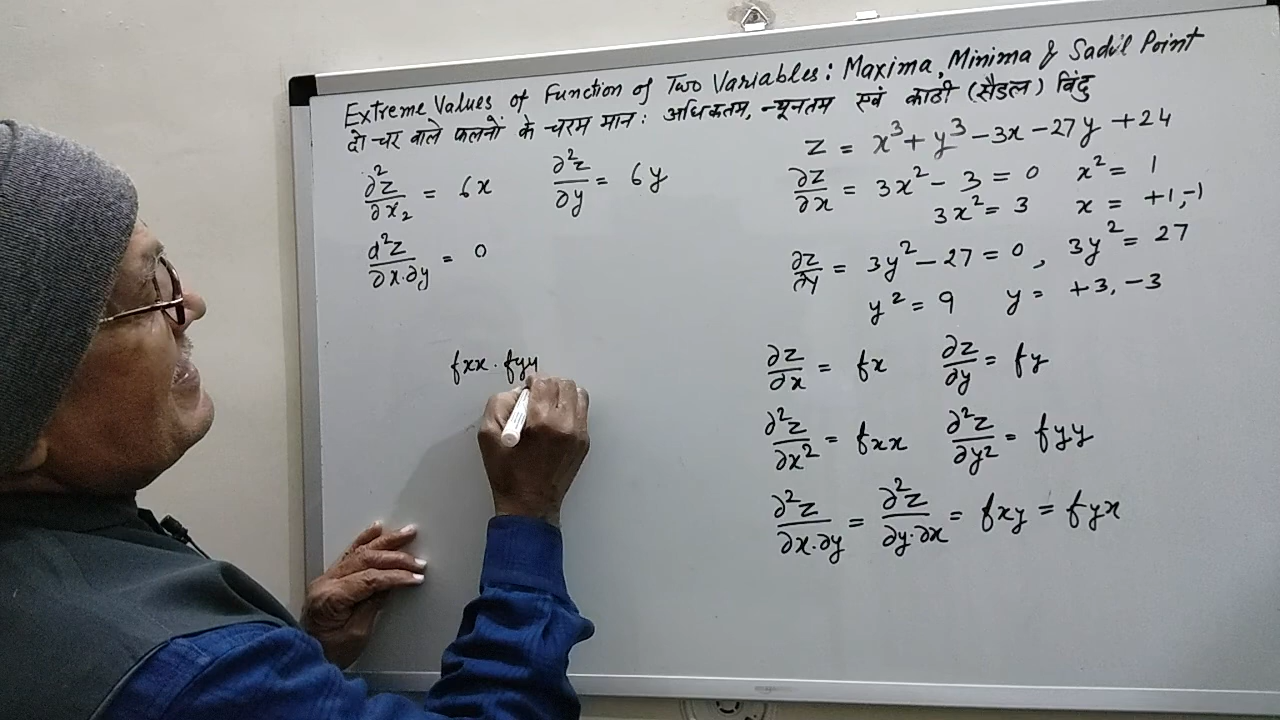 Extreme Values of Function of Two Variables: Maxima, Minima & Sadil Point
दो चर वाले फलनों के चरम मान: अधिकतम, न्यूनतम एवं काठी (सैडल) बिंदु
z = x³ + y³ - 3x - 27y + 24
∂²z/∂x₂ = 6x ∂²z/∂y = 6y
∂z/∂x = 3x² - 3 = 0 x² = 1
3x² = 3 x = +1, -1
d²z/∂x.∂y = 0
∂z/∂y = 3y² - 27 = 0, 3y² = 27
y² = 9 y = +3, -3
fxx . fyy
∂z/∂x = fx ∂z/∂y = fy
∂²z/∂x² = fxx ∂²z/∂y² = fyy
∂²z/∂x.∂y = ∂²z/∂y.∂x = fxy = fyx